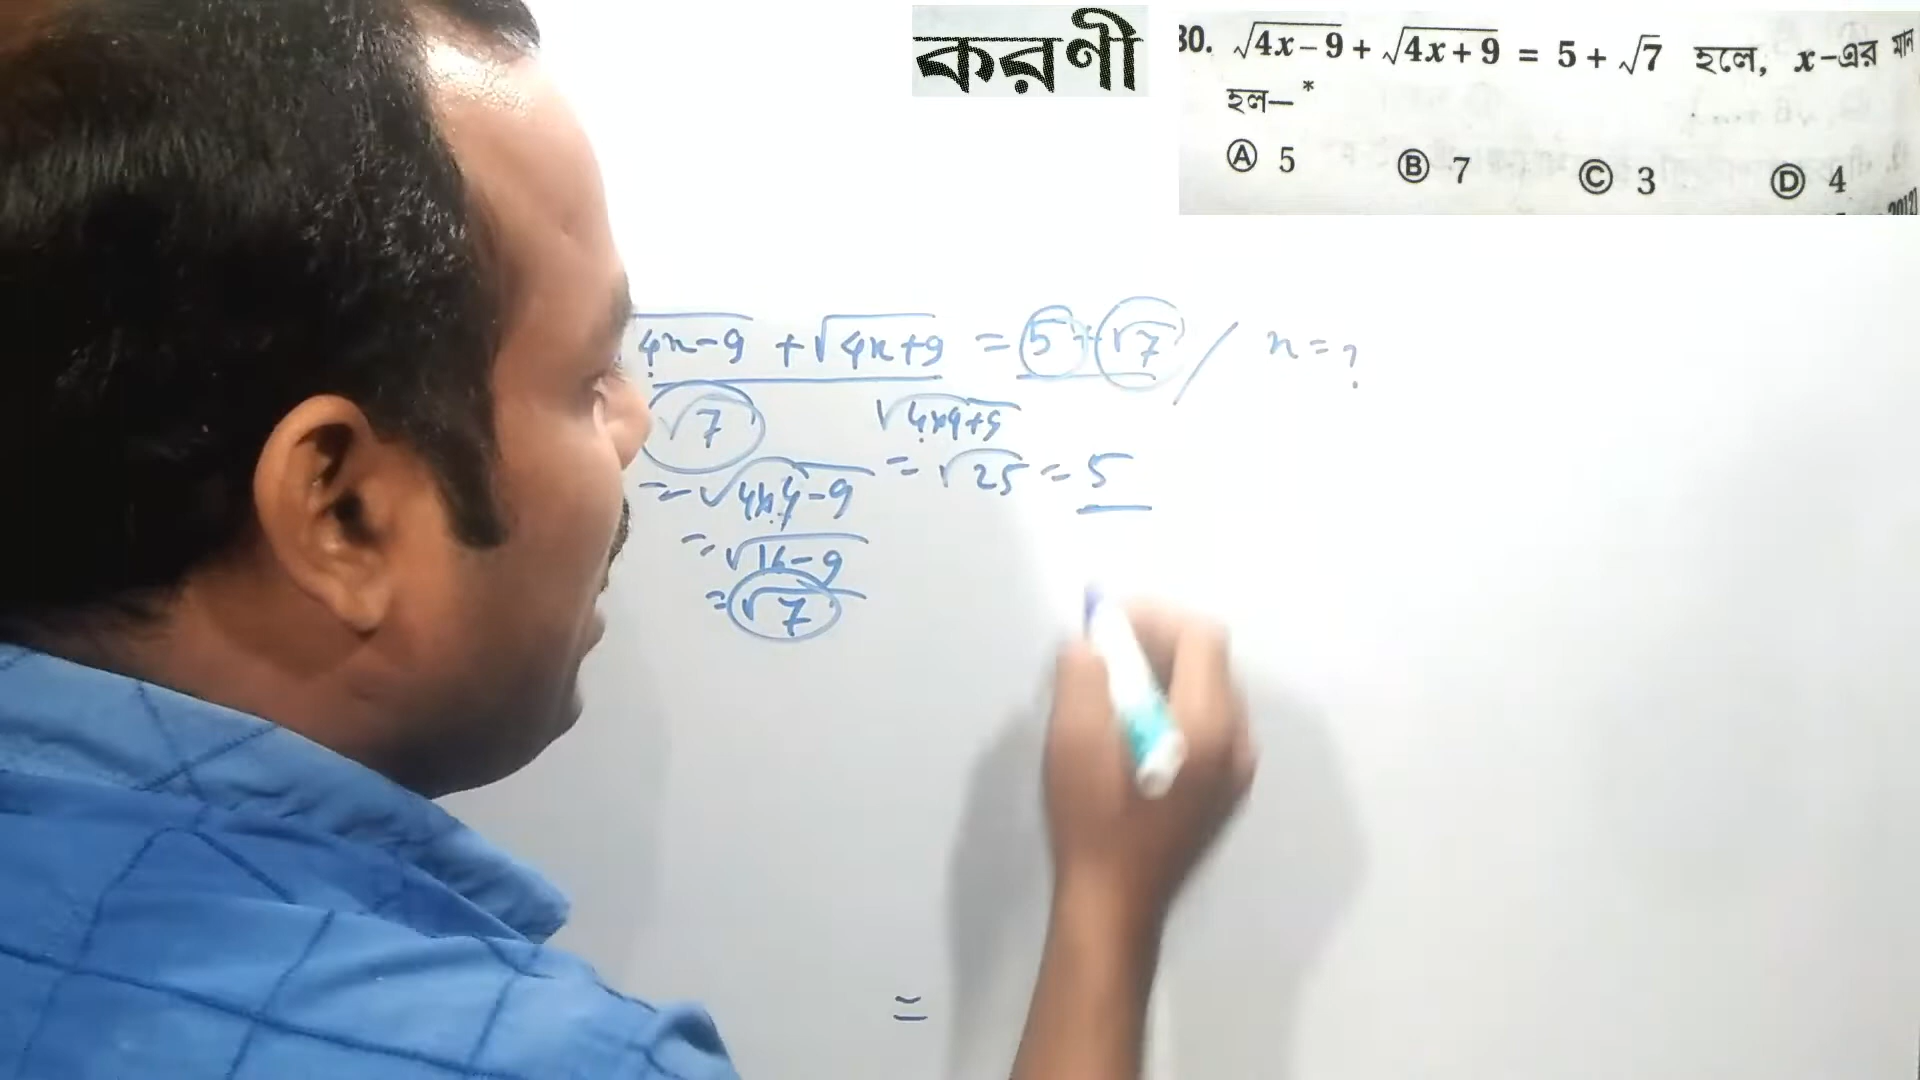 করণী
30. √4x-9 + √4x+9 = 5 + √7 হলে, x-এর মান
হল— *
Ⓐ 5 Ⓑ 7 Ⓒ 3 Ⓓ 4
2012]
√4x-9 + √4x+9 = 5 + √7 / x = ?
√7
√4×4+9
= √4×4-9
= √25 = 5
= √16-9
= √7
=